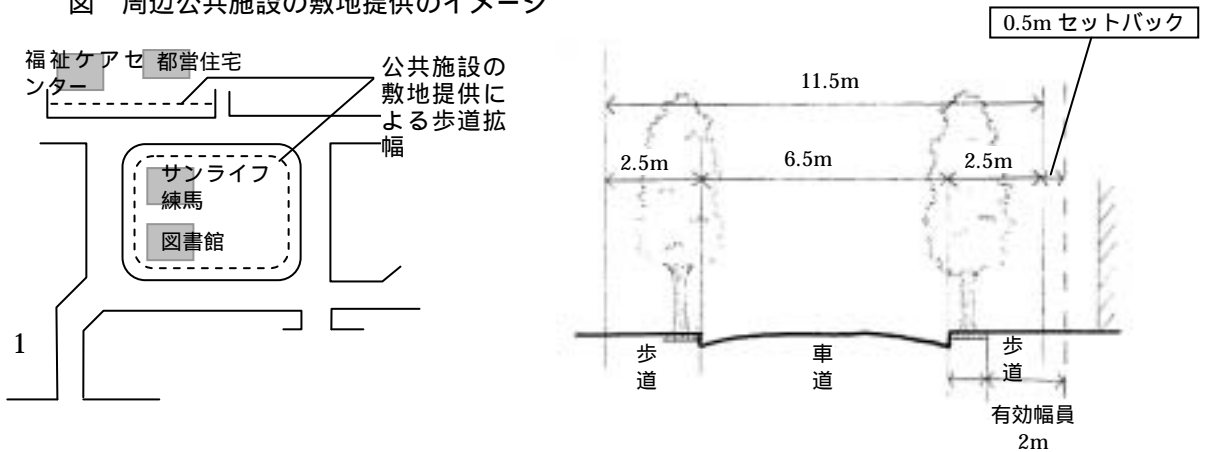 図 周辺公共施設の敷地提供のイメージ
0.5m セットバック
福祉ケアセ
ンター
都営住宅
公共施設の
敷地提供に
よる歩道拡
幅
サンライフ
練馬
図書館
1
11.5m
2.5m
6.5m
2.5m
歩
道
車
道
歩
道
有効幅員
2m